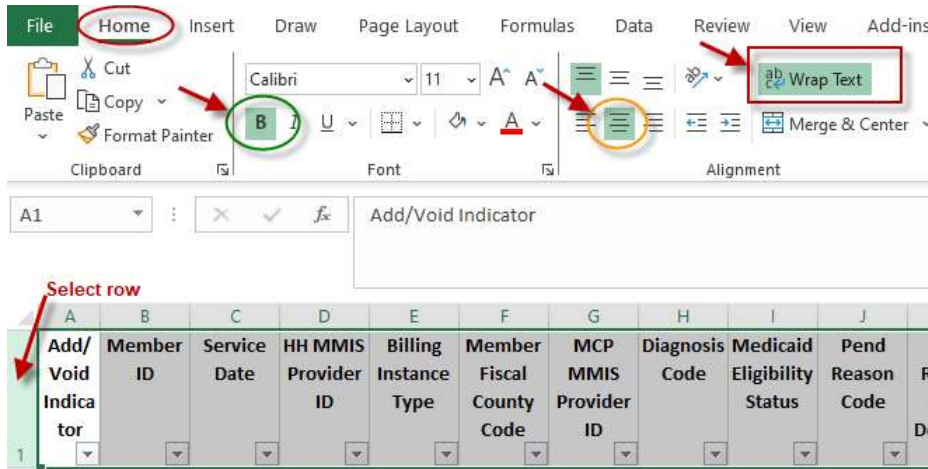 File Home Insert Draw Page Layout Formulas Data Review View Add-ins
Cut
Calibri 11 A A ab Wrap Text
Copy
Paste
Format Painter B I U A Merge & Center
Clipboard Font Alignment
A1 fx Add/Void Indicator
Select row
A B C D E F G H I J
Add/ Member Service HH MMIS Billing Member MCP Diagnosis Medicaid Pend
Void ID Date Provider Instance Fiscal MMIS Code Eligibility Reason
Indica ID Type County Provider Status Code
tor Code ID
1